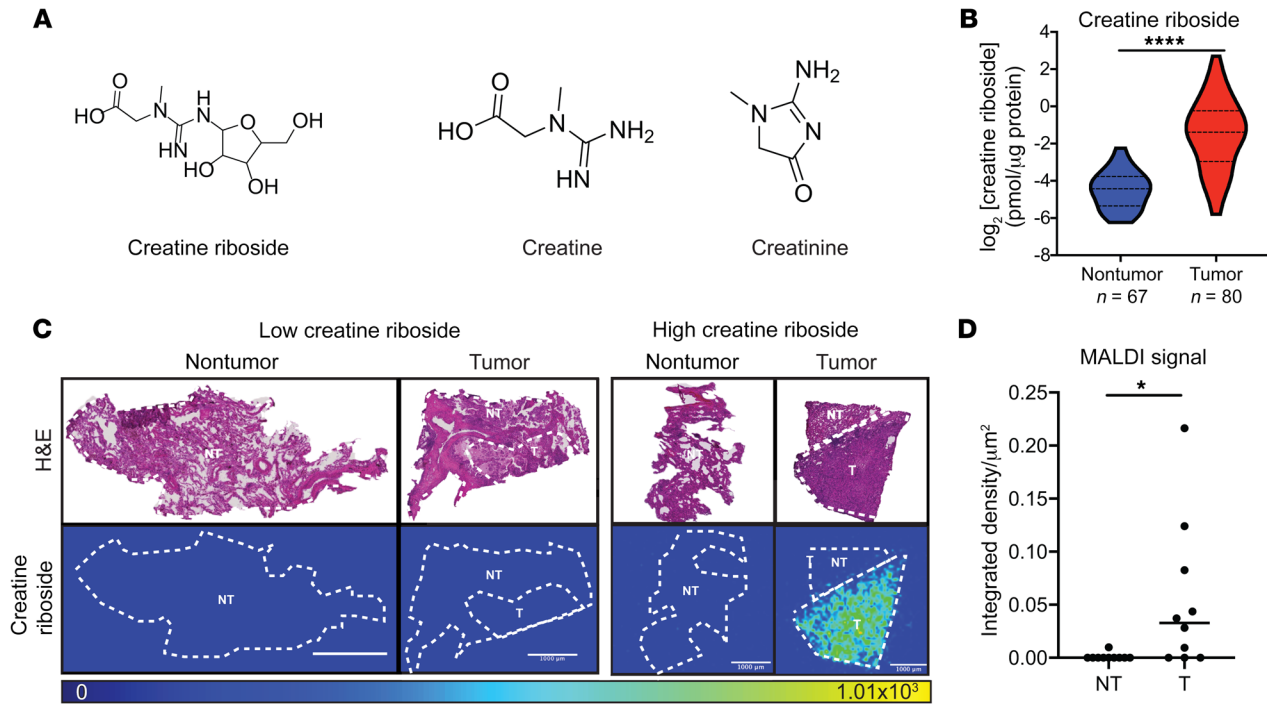 A
O
HO
N
H
N
HN
O
OH
HO
OH
Creatine riboside
O
HO
N
NH2
HN
Creatine
NH2
N
N
O
Creatinine
B
Creatine riboside
****
log2 [creatine riboside]
(pmol/µg protein)
4
2
0
-2
-4
-6
-8
Nontumor
n = 67
Tumor
n = 80
C
Low creatine riboside
High creatine riboside
Nontumor
Tumor
Nontumor
Tumor
H&E
NT
NT
T
NT
NT
T
Creatine
riboside
NT
NT
T
1000 µm
NT
1000 µm
T
NT
T
1000 µm
0
1.01x10³
D
MALDI signal
*
Integrated density/µm²
0.25
0.20
0.15
0.10
0.05
0.00
NT
T